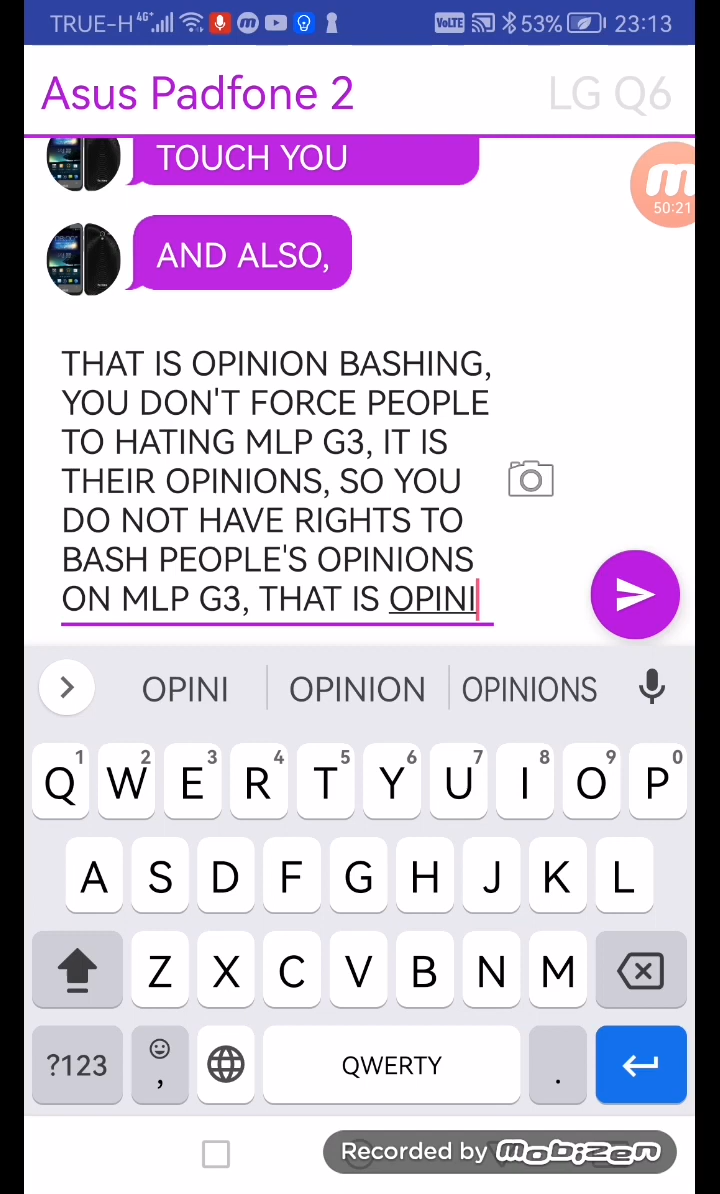 TRUE-H 4G+ VoLTE 53% 23:13
Asus Padfone 2 LG Q6
TOUCH YOU
50:21
AND ALSO,
THAT IS OPINION BASHING,
YOU DON'T FORCE PEOPLE
TO HATING MLP G3, IT IS
THEIR OPINIONS, SO YOU
DO NOT HAVE RIGHTS TO
BASH PEOPLE'S OPINIONS
ON MLP G3, THAT IS OPINI
OPINI OPINION OPINIONS
1 2 3 4 5 6 7 8 9 0
Q W E R T Y U I O P
A S D F G H J K L
Z X C V B N M
?123 , QWERTY .
Recorded by mobizen